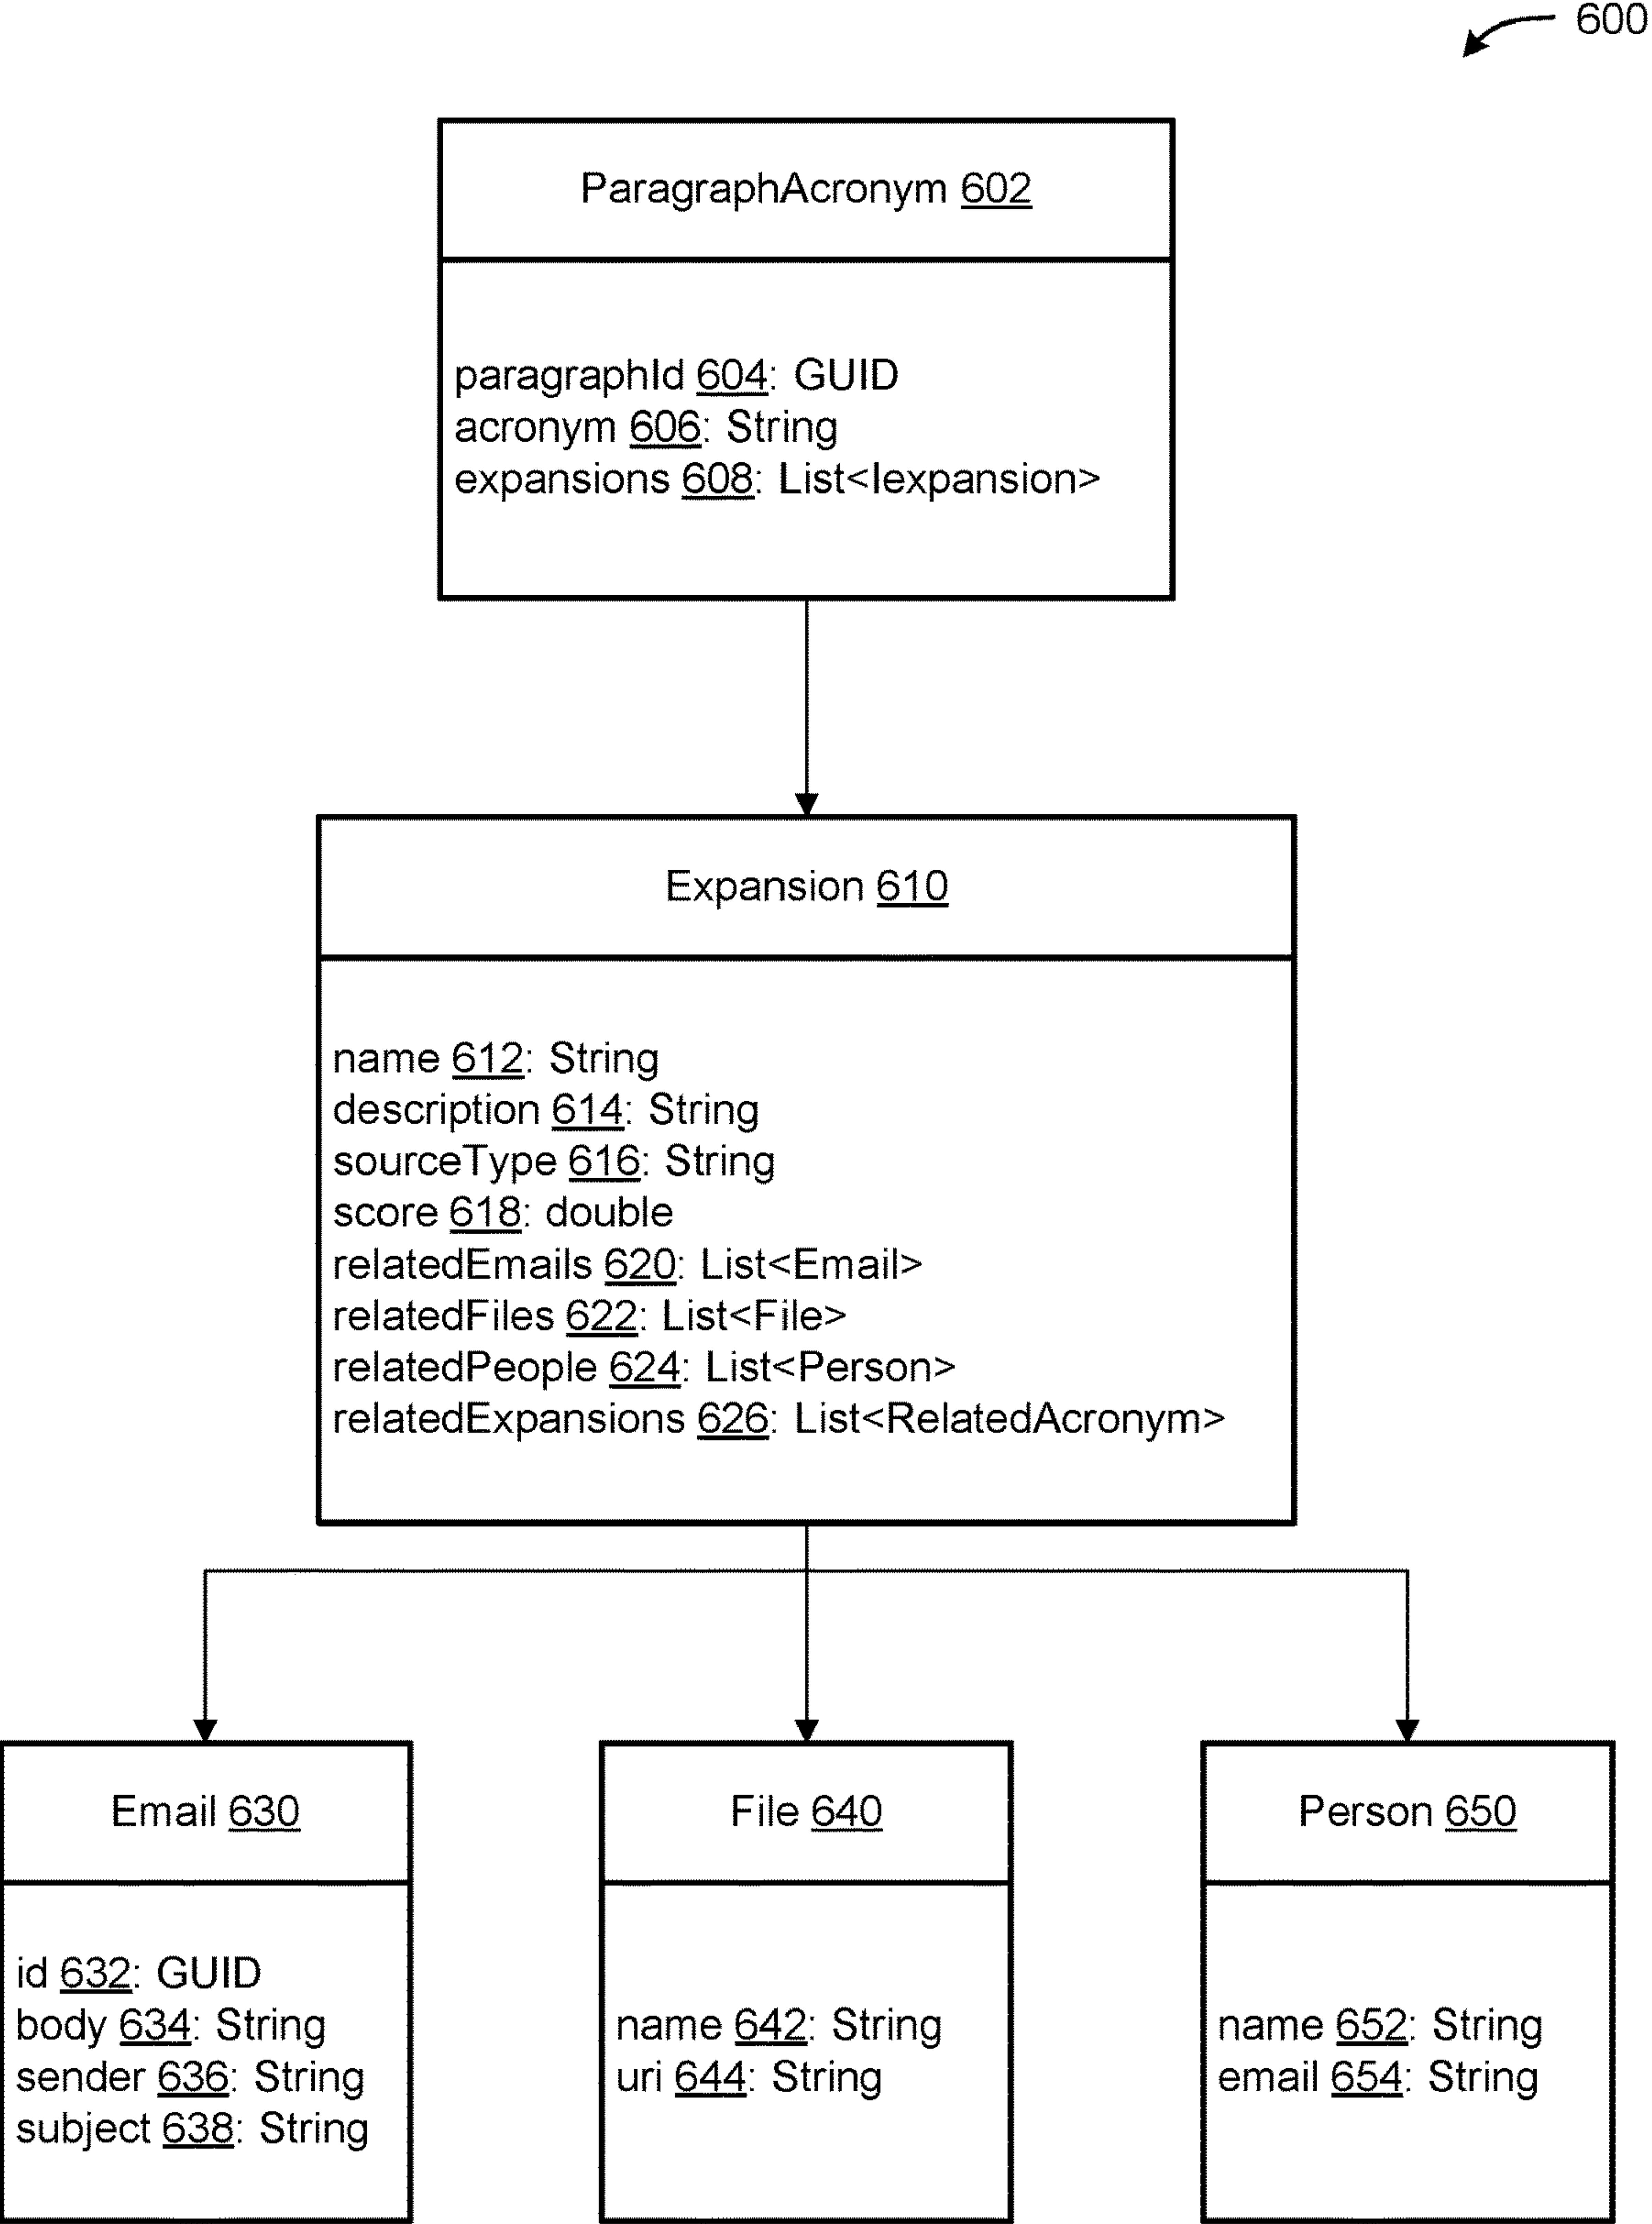 600
ParagraphAcronym 602
paragraphId 604: GUID
acronym 606: String
expansions 608: List<Iexpansion>
Expansion 610
name 612: String
description 614: String
sourceType 616: String
score 618: double
relatedEmails 620: List<Email>
relatedFiles 622: List<File>
relatedPeople 624: List<Person>
relatedExpansions 626: List<RelatedAcronym>
Email 630
id 632: GUID
body 634: String
sender 636: String
subject 638: String
File 640
name 642: String
uri 644: String
Person 650
name 652: String
email 654: String